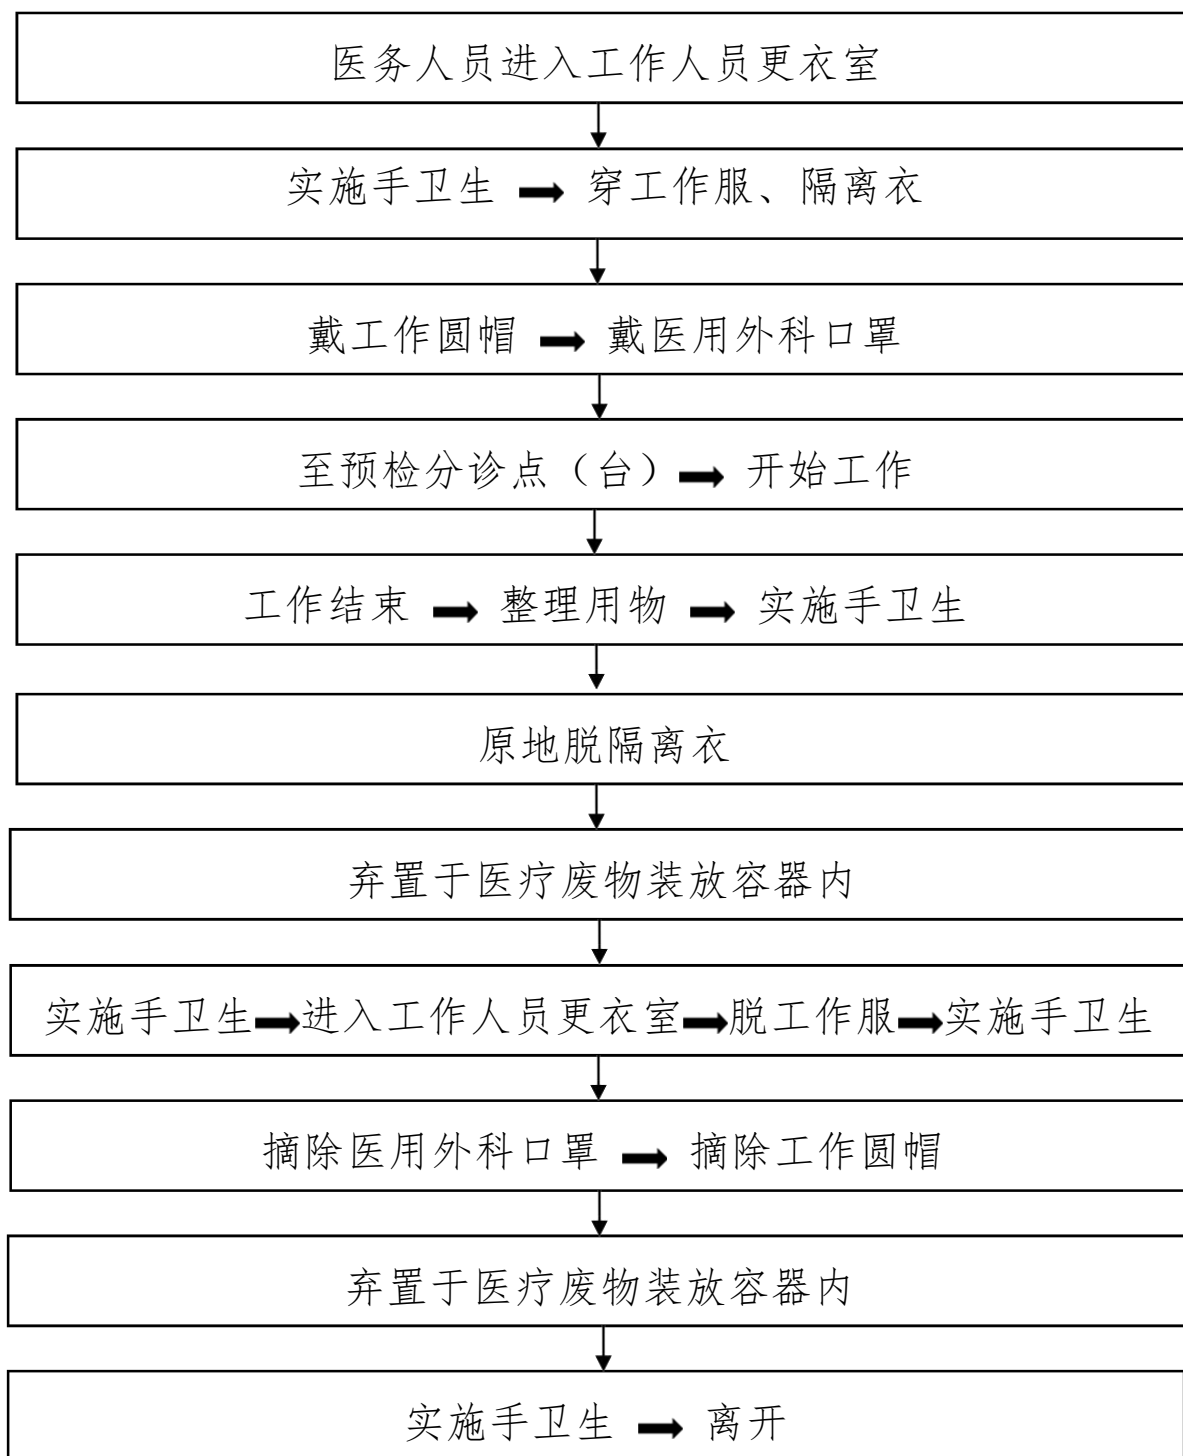 医务人员进入工作人员更衣室
实施手卫生 ➡ 穿工作服、隔离衣
戴工作圆帽 ➡ 戴医用外科口罩
至预检分诊点（台）➡ 开始工作
工作结束 ➡ 整理用物 ➡ 实施手卫生
原地脱隔离衣
弃置于医疗废物装放容器内
实施手卫生➡进入工作人员更衣室➡脱工作服➡实施手卫生
摘除医用外科口罩 ➡ 摘除工作圆帽
弃置于医疗废物装放容器内
实施手卫生 ➡ 离开